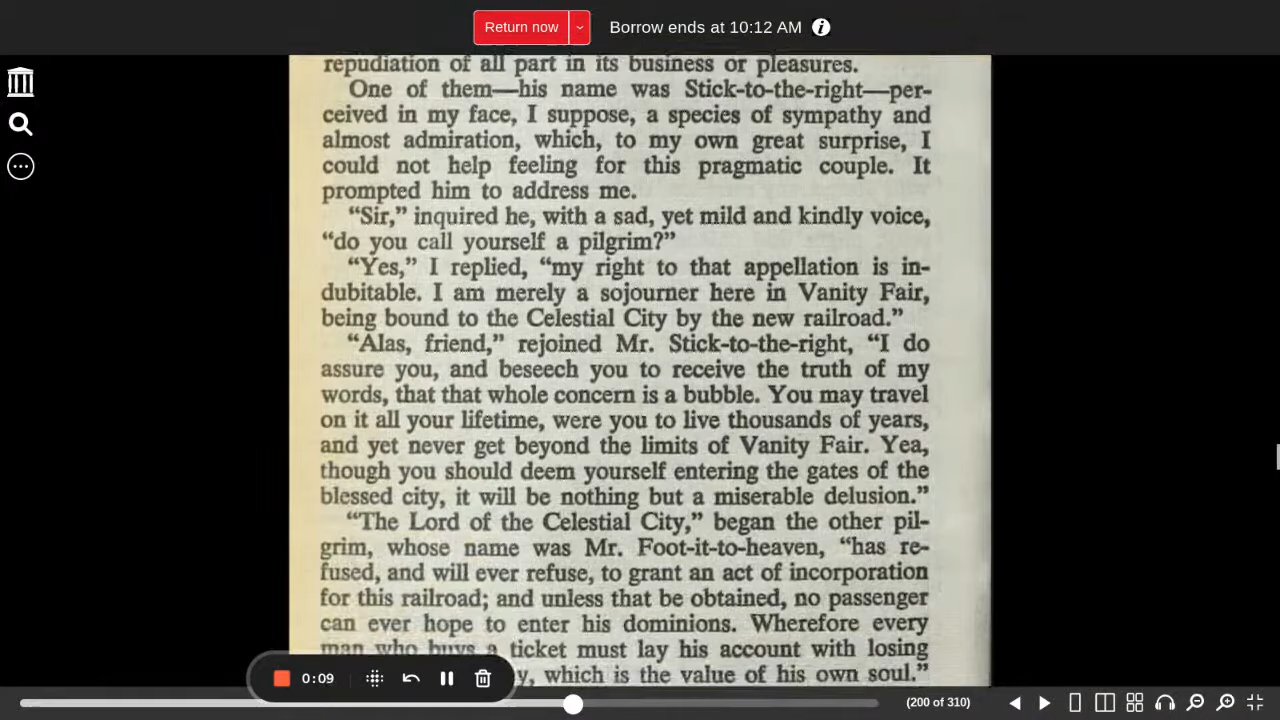 Return now
Borrow ends at 10:12 AM
repudiation of all part in its business or pleasures.
One of them—his name was Stick-to-the-right—per-
ceived in my face, I suppose, a species of sympathy and
almost admiration, which, to my own great surprise, I
could not help feeling for this pragmatic couple. It
prompted him to address me.
“Sir,” inquired he, with a sad, yet mild and kindly voice,
“do you call yourself a pilgrim?”
“Yes,” I replied, “my right to that appellation is in-
dubitable. I am merely a sojourner here in Vanity Fair,
being bound to the Celestial City by the new railroad.”
“Alas, friend,” rejoined Mr. Stick-to-the-right, “I do
assure you, and beseech you to receive the truth of my
words, that that whole concern is a bubble. You may travel
on it all your lifetime, were you to live thousands of years,
and yet never get beyond the limits of Vanity Fair. Yea,
though you should deem yourself entering the gates of the
blessed city, it will be nothing but a miserable delusion.”
“The Lord of the Celestial City,” began the other pil-
grim, whose name was Mr. Foot-it-to-heaven, “has re-
fused, and will ever refuse, to grant an act of incorporation
for this railroad; and unless that be obtained, no passenger
can ever hope to enter his dominions. Wherefore every
man who buys a ticket must lay his account with losing
which is the value of his own soul.”
0:09
(200 of 310)